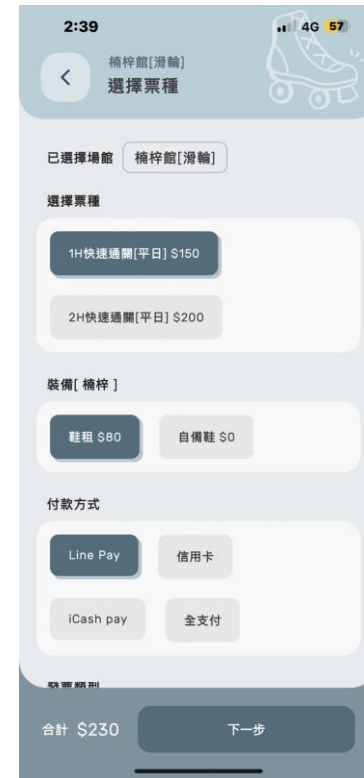 2:39 4G 57
楠梓館[滑輪]
選擇票種
已選擇場館 楠梓館[滑輪]
選擇票種
1H快速通關[平日] $150
2H快速通關[平日] $200
裝備[ 楠梓 ]
鞋租 $80 自備鞋 $0
付款方式
Line Pay 信用卡
iCash pay 全支付
發票類型
合計 $230 下一步